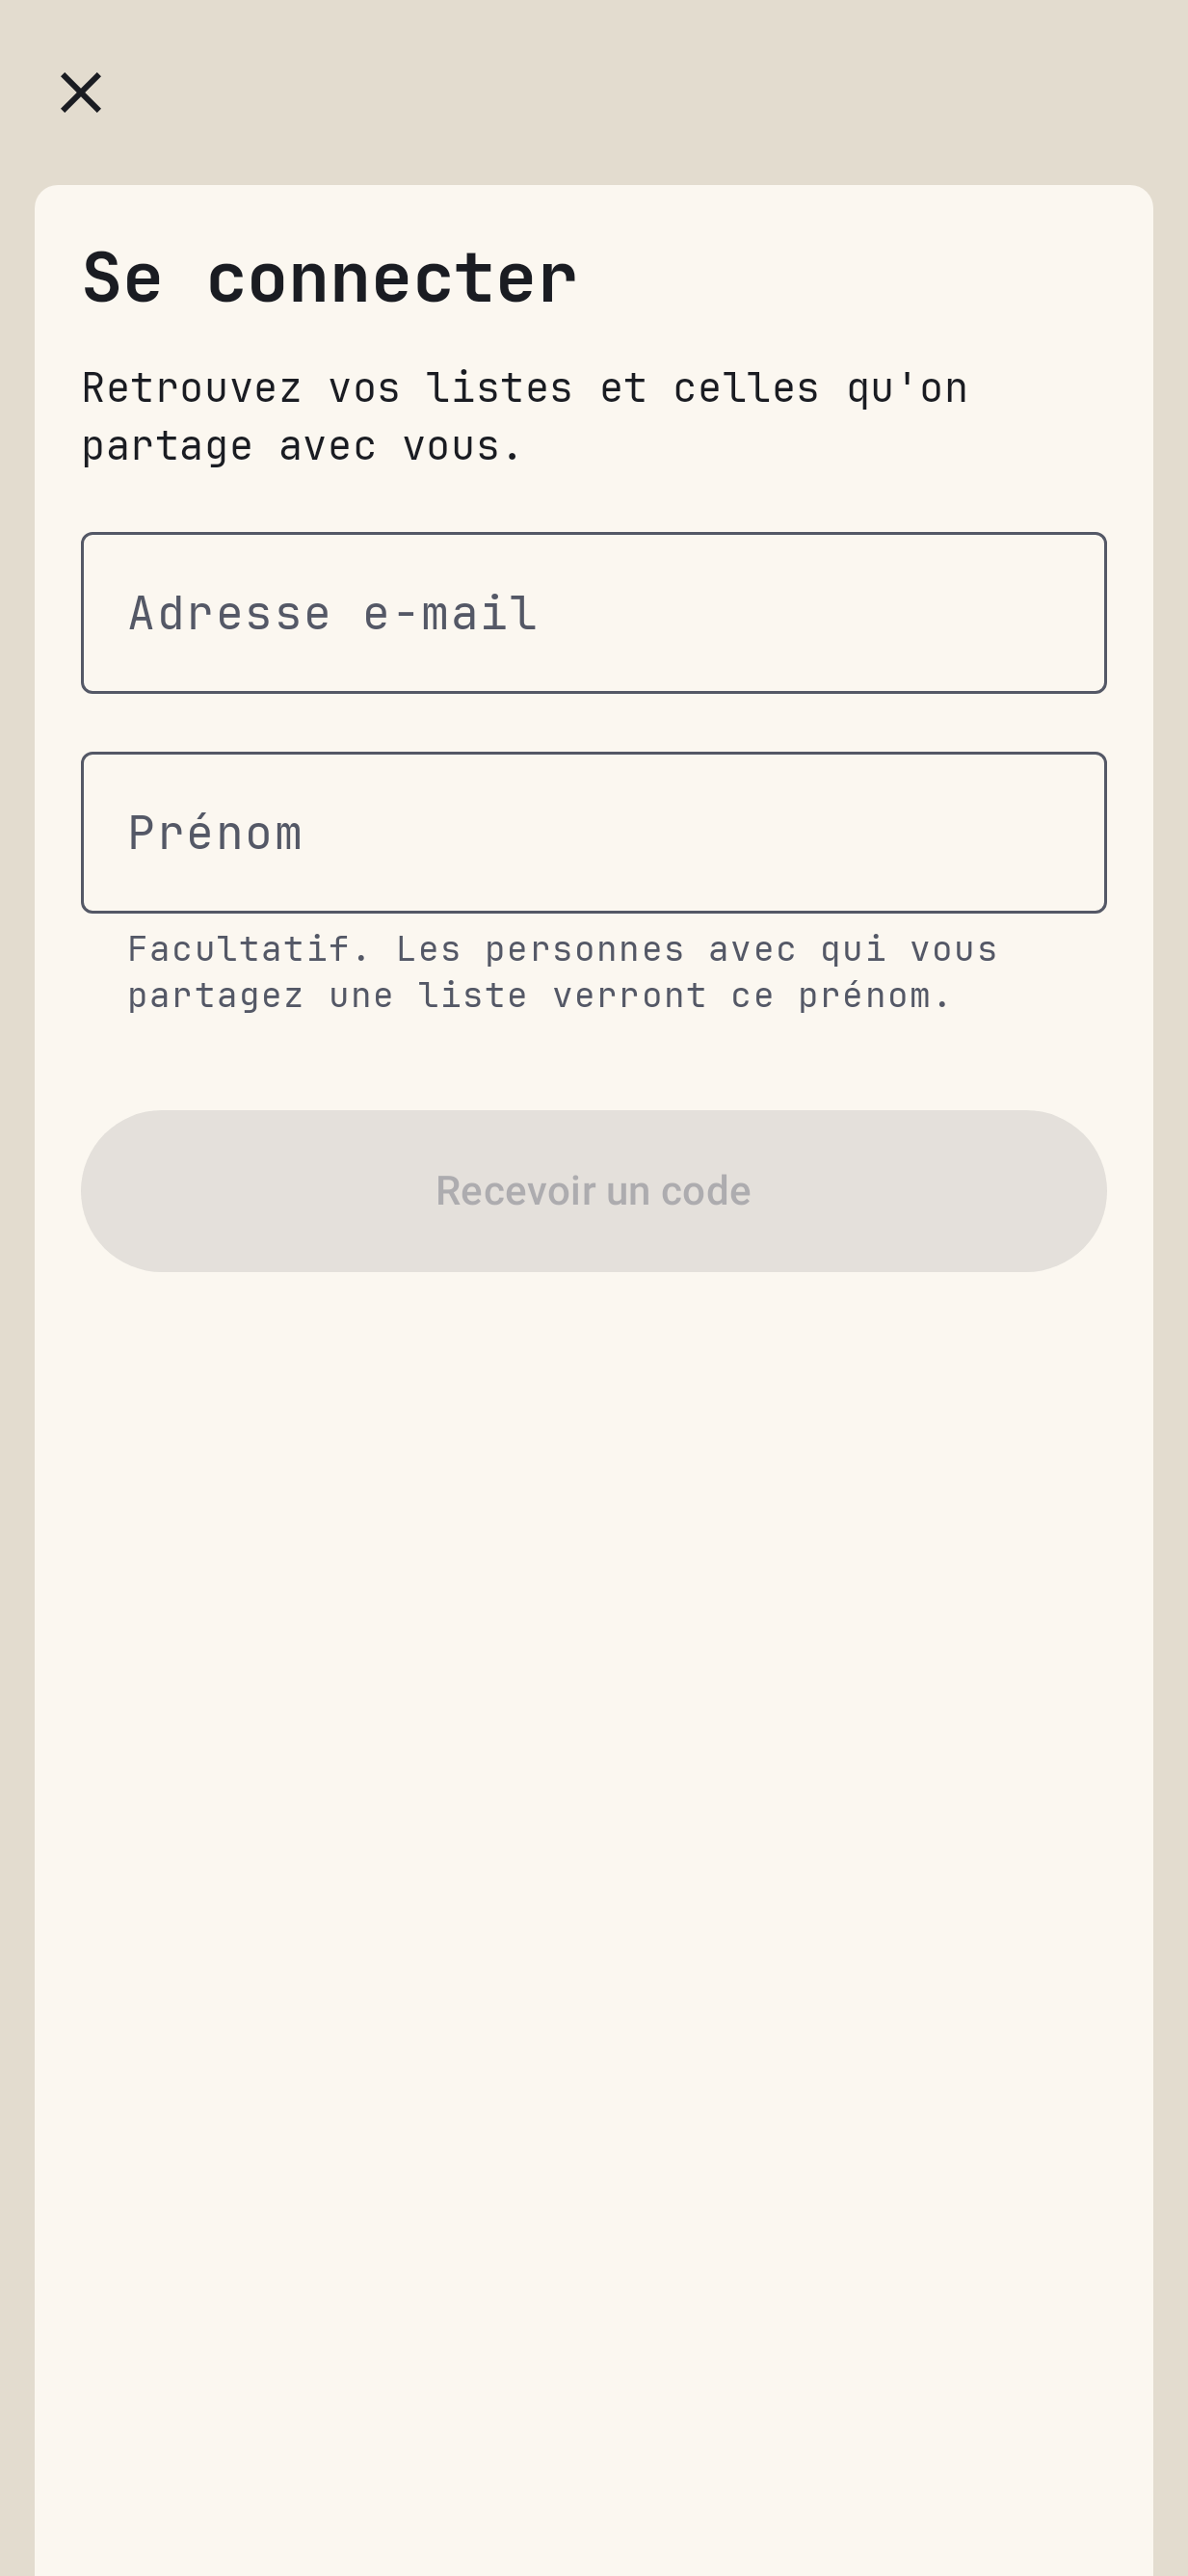 Se connecter
Retrouvez vos listes et celles qu'on
partage avec vous.
Adresse e-mail
Prénom
Facultatif. Les personnes avec qui vous
partagez une liste verront ce prénom.
Recevoir un code